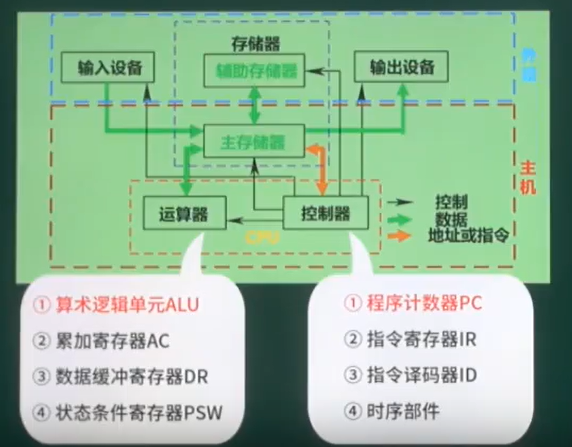 存储器
输入设备
辅助存储器
输出设备
外设
主存储器
主机
运算器
控制器
CPU
控制
数据
地址或指令
① 算术逻辑单元ALU
② 累加寄存器AC
③ 数据缓冲寄存器DR
④ 状态条件寄存器PSW
① 程序计数器PC
② 指令寄存器IR
③ 指令译码器ID
④ 时序部件